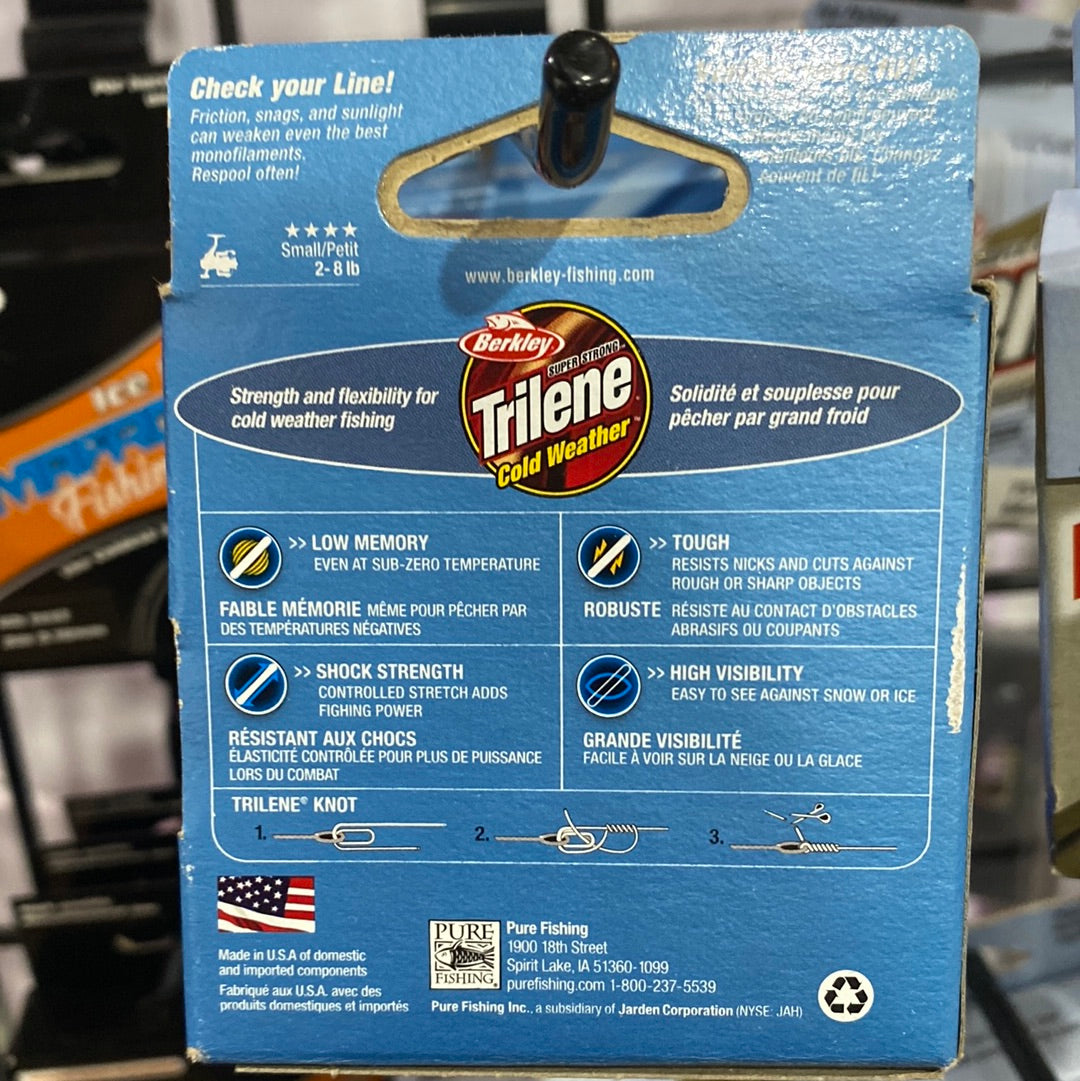 Check your Line!
Friction, snags, and sunlight
can weaken even the best
monofilaments.
Respool often!
souvent de fil!
★★★★
Small/Petit
2-8 lb
www.berkley-fishing.com
Berkley
SUPER STRONG™
Trilene
Cold Weather™
Strength and flexibility for
cold weather fishing
Solidité et souplesse pour
pêcher par grand froid
>> LOW MEMORY
EVEN AT SUB-ZERO TEMPERATURE
FAIBLE MÉMORIE MÊME POUR PÊCHER PAR
DES TEMPÉRATURES NÉGATIVES
>> TOUGH
RESISTS NICKS AND CUTS AGAINST
ROUGH OR SHARP OBJECTS
ROBUSTE RÉSISTE AU CONTACT D'OBSTACLES
ABRASIFS OU COUPANTS
>> SHOCK STRENGTH
CONTROLLED STRETCH ADDS
FIGHING POWER
RÉSISTANT AUX CHOCS
ÉLASTICITÉ CONTRÔLÉE POUR PLUS DE PUISSANCE
LORS DU COMBAT
>> HIGH VISIBILITY
EASY TO SEE AGAINST SNOW OR ICE
GRANDE VISIBILITÉ
FACILE À VOIR SUR LA NEIGE OU LA GLACE
TRILENE® KNOT
1.
2.
3.
Made in U.S.A of domestic
and imported components
Fabriqué aux U.S.A. avec des
produits domestiques et importés
PURE
FISHING®
Pure Fishing
1900 18th Street
Spirit Lake, IA 51360-1099
purefishing.com 1-800-237-5539
Pure Fishing Inc., a subsidiary of Jarden Corporation (NYSE: JAH)
Ice